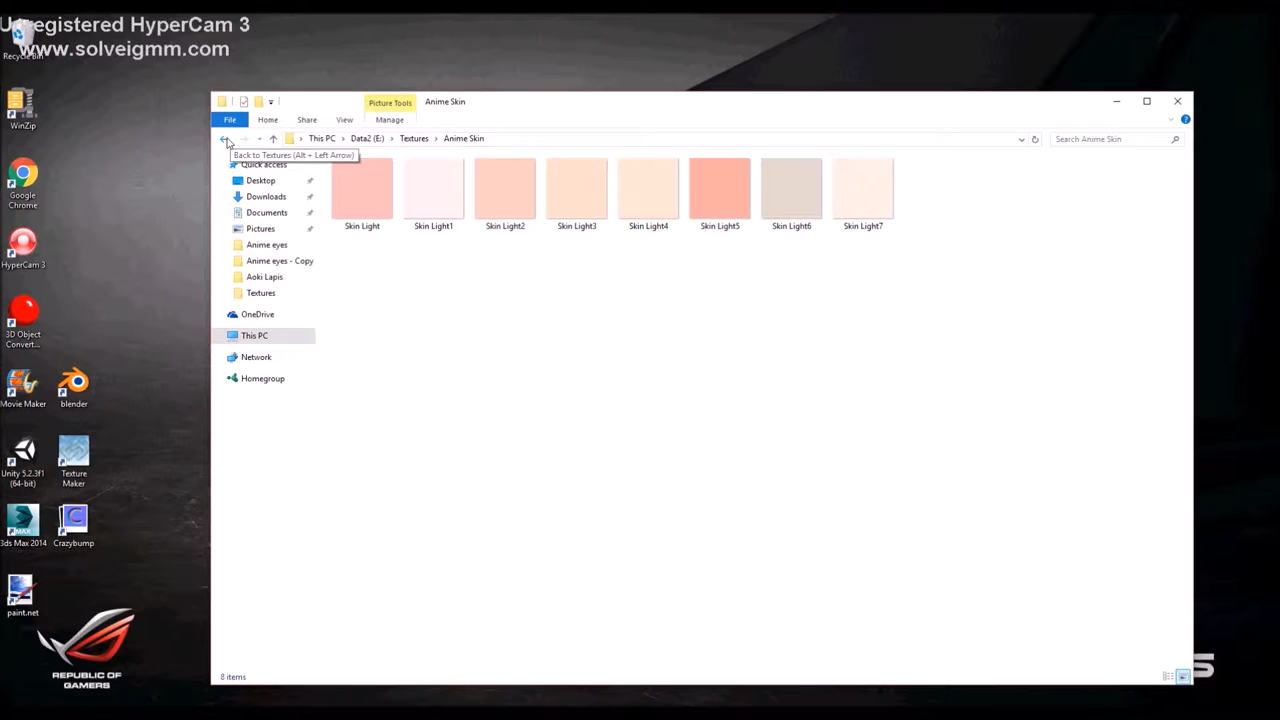 Unregistered HyperCam 3
www.solveigmm.com
Recycle Bin
WinZip
Google
Chrome
HyperCam 3
3D Object
Convert...
Movie Maker
blender
Unity 5.2.3f1
(64-bit)
Texture
Maker
3ds Max 2014
Crazybump
paint.net
REPUBLIC OF
GAMERS
Picture Tools
Anime Skin
File
Home
Share
View
Manage
This PC
Data2 (E:)
Textures
Anime Skin
Search Anime Skin
Back to Textures (Alt + Left Arrow)
Quick access
Desktop
Downloads
Documents
Pictures
Anime eyes
Anime eyes - Copy
Aoki Lapis
Textures
OneDrive
This PC
Network
Homegroup
Skin Light
Skin Light1
Skin Light2
Skin Light3
Skin Light4
Skin Light5
Skin Light6
Skin Light7
8 items